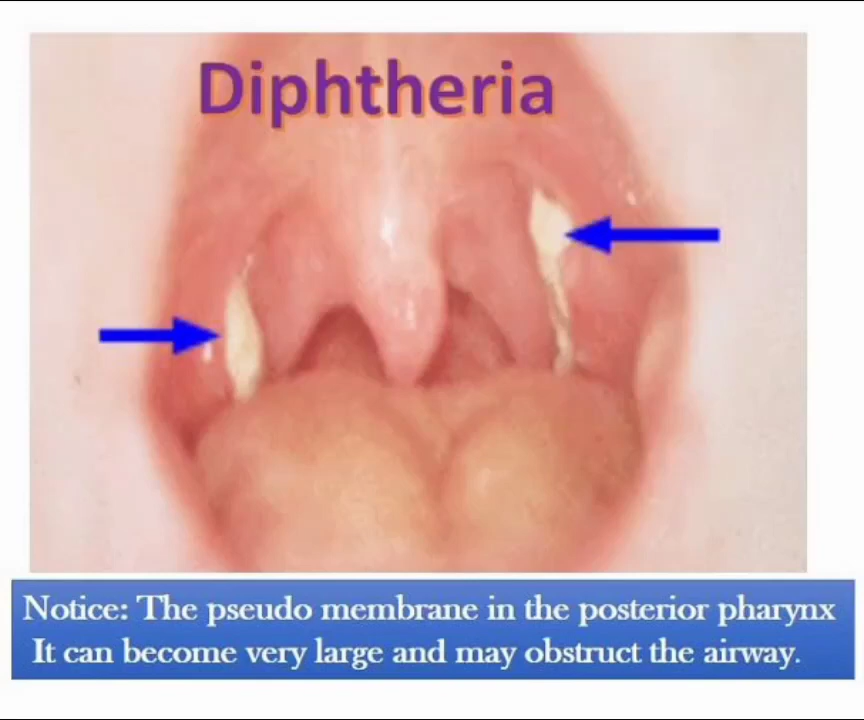 Diphtheria
Notice: The pseudo membrane in the posterior pharynx
It can become very large and may obstruct the airway.